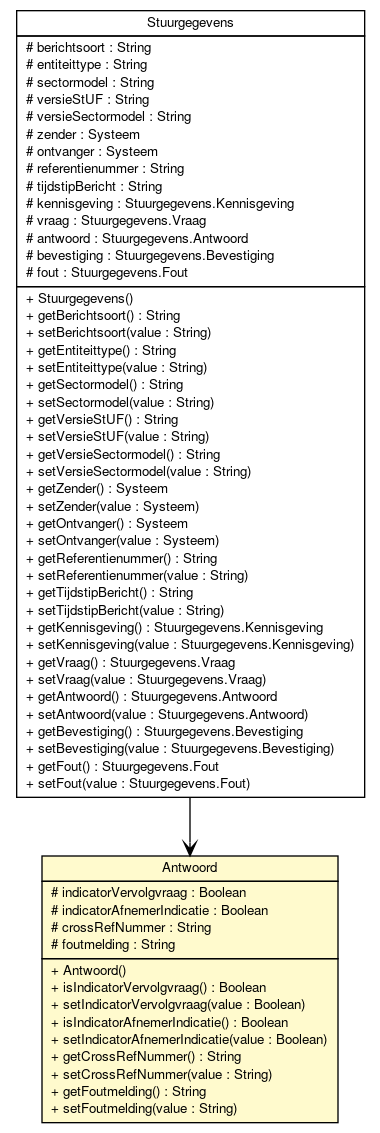 Stuurgegevens
# berichtsoort : String
# entiteittype : String
# sectormodel : String
# versieStUF : String
# versieSectormodel : String
# zender : Systeem
# ontvanger : Systeem
# referentienummer : String
# tijdstipBericht : String
# kennisgeving : Stuurgegevens.Kennisgeving
# vraag : Stuurgegevens.Vraag
# antwoord : Stuurgegevens.Antwoord
# bevestiging : Stuurgegevens.Bevestiging
# fout : Stuurgegevens.Fout
+ Stuurgegevens()
+ getBerichtsoort() : String
+ setBerichtsoort(value : String)
+ getEntiteittype() : String
+ setEntiteittype(value : String)
+ getSectormodel() : String
+ setSectormodel(value : String)
+ getVersieStUF() : String
+ setVersieStUF(value : String)
+ getVersieSectormodel() : String
+ setVersieSectormodel(value : String)
+ getZender() : Systeem
+ setZender(value : Systeem)
+ getOntvanger() : Systeem
+ setOntvanger(value : Systeem)
+ getReferentienummer() : String
+ setReferentienummer(value : String)
+ getTijdstipBericht() : String
+ setTijdstipBericht(value : String)
+ getKennisgeving() : Stuurgegevens.Kennisgeving
+ setKennisgeving(value : Stuurgegevens.Kennisgeving)
+ getVraag() : Stuurgegevens.Vraag
+ setVraag(value : Stuurgegevens.Vraag)
+ getAntwoord() : Stuurgegevens.Antwoord
+ setAntwoord(value : Stuurgegevens.Antwoord)
+ getBevestiging() : Stuurgegevens.Bevestiging
+ setBevestiging(value : Stuurgegevens.Bevestiging)
+ getFout() : Stuurgegevens.Fout
+ setFout(value : Stuurgegevens.Fout)
Antwoord
# indicatorVervolgvraag : Boolean
# indicatorAfnemerIndicatie : Boolean
# crossRefNummer : String
# foutmelding : String
+ Antwoord()
+ isIndicatorVervolgvraag() : Boolean
+ setIndicatorVervolgvraag(value : Boolean)
+ isIndicatorAfnemerIndicatie() : Boolean
+ setIndicatorAfnemerIndicatie(value : Boolean)
+ getCrossRefNummer() : String
+ setCrossRefNummer(value : String)
+ getFoutmelding() : String
+ setFoutmelding(value : String)